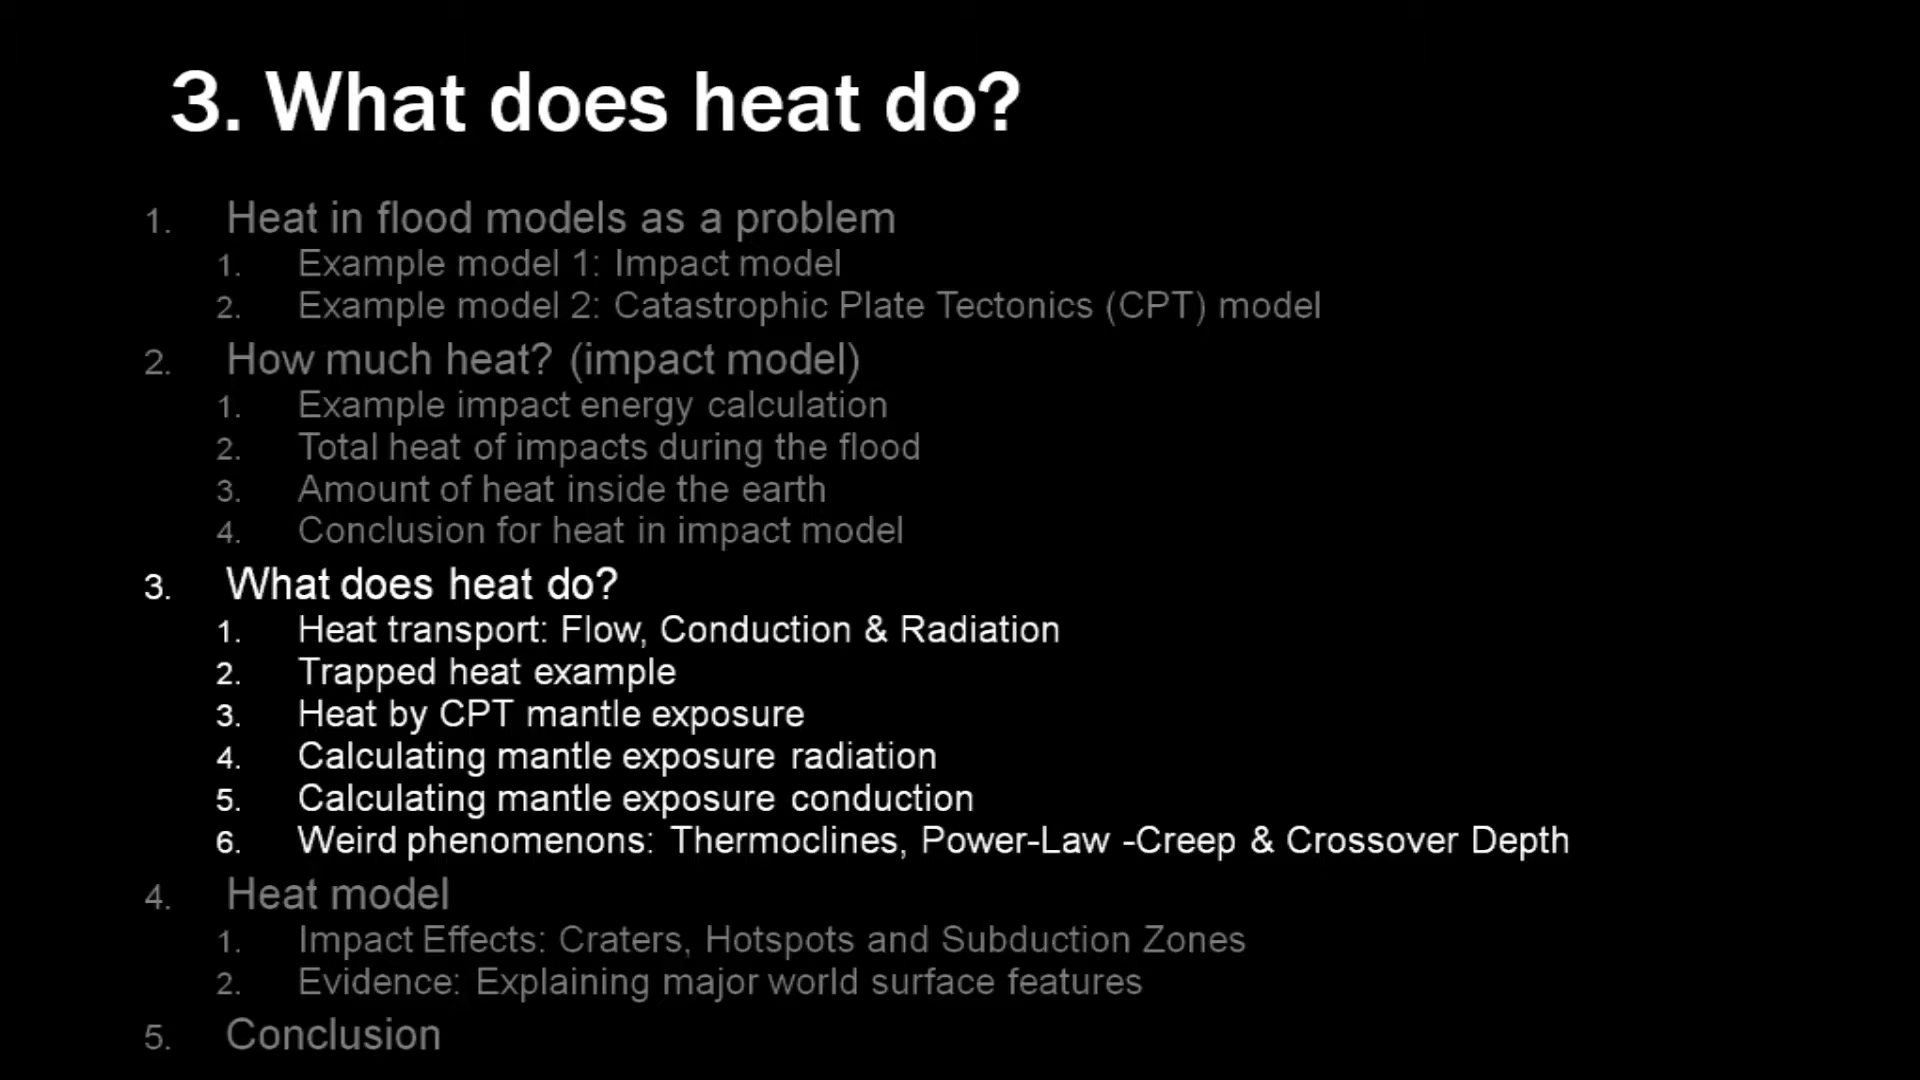 3. What does heat do?
1. Heat in flood models as a problem
1. Example model 1: Impact model
2. Example model 2: Catastrophic Plate Tectonics (CPT) model
2. How much heat? (impact model)
1. Example impact energy calculation
2. Total heat of impacts during the flood
3. Amount of heat inside the earth
4. Conclusion for heat in impact model
3. What does heat do?
1. Heat transport: Flow, Conduction & Radiation
2. Trapped heat example
3. Heat by CPT mantle exposure
4. Calculating mantle exposure radiation
5. Calculating mantle exposure conduction
6. Weird phenomenons: Thermoclines, Power-Law -Creep & Crossover Depth
4. Heat model
1. Impact Effects: Craters, Hotspots and Subduction Zones
2. Evidence: Explaining major world surface features
5. Conclusion